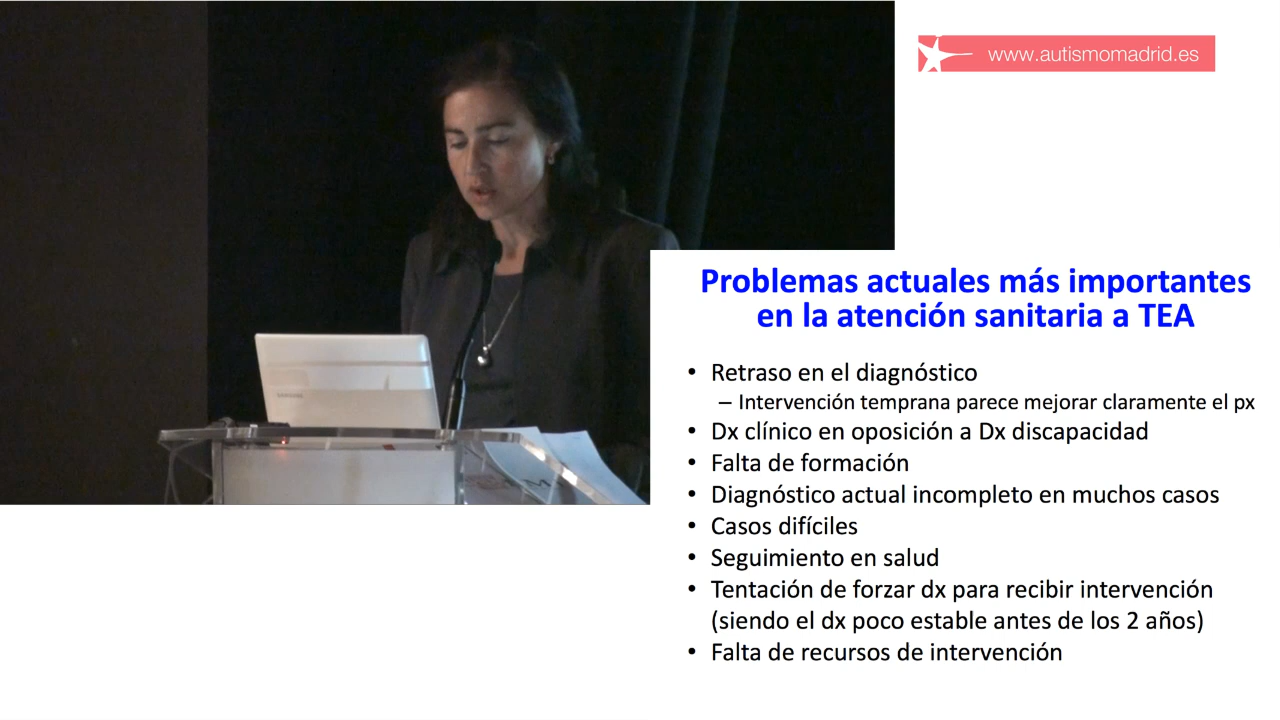 www.autismomadrid.es
Problemas actuales más importantes
en la atención sanitaria a TEA
• Retraso en el diagnóstico
– Intervención temprana parece mejorar claramente el px
• Dx clínico en oposición a Dx discapacidad
• Falta de formación
• Diagnóstico actual incompleto en muchos casos
• Casos difíciles
• Seguimiento en salud
• Tentación de forzar dx para recibir intervención
(siendo el dx poco estable antes de los 2 años)
• Falta de recursos de intervención
SAMSUNG